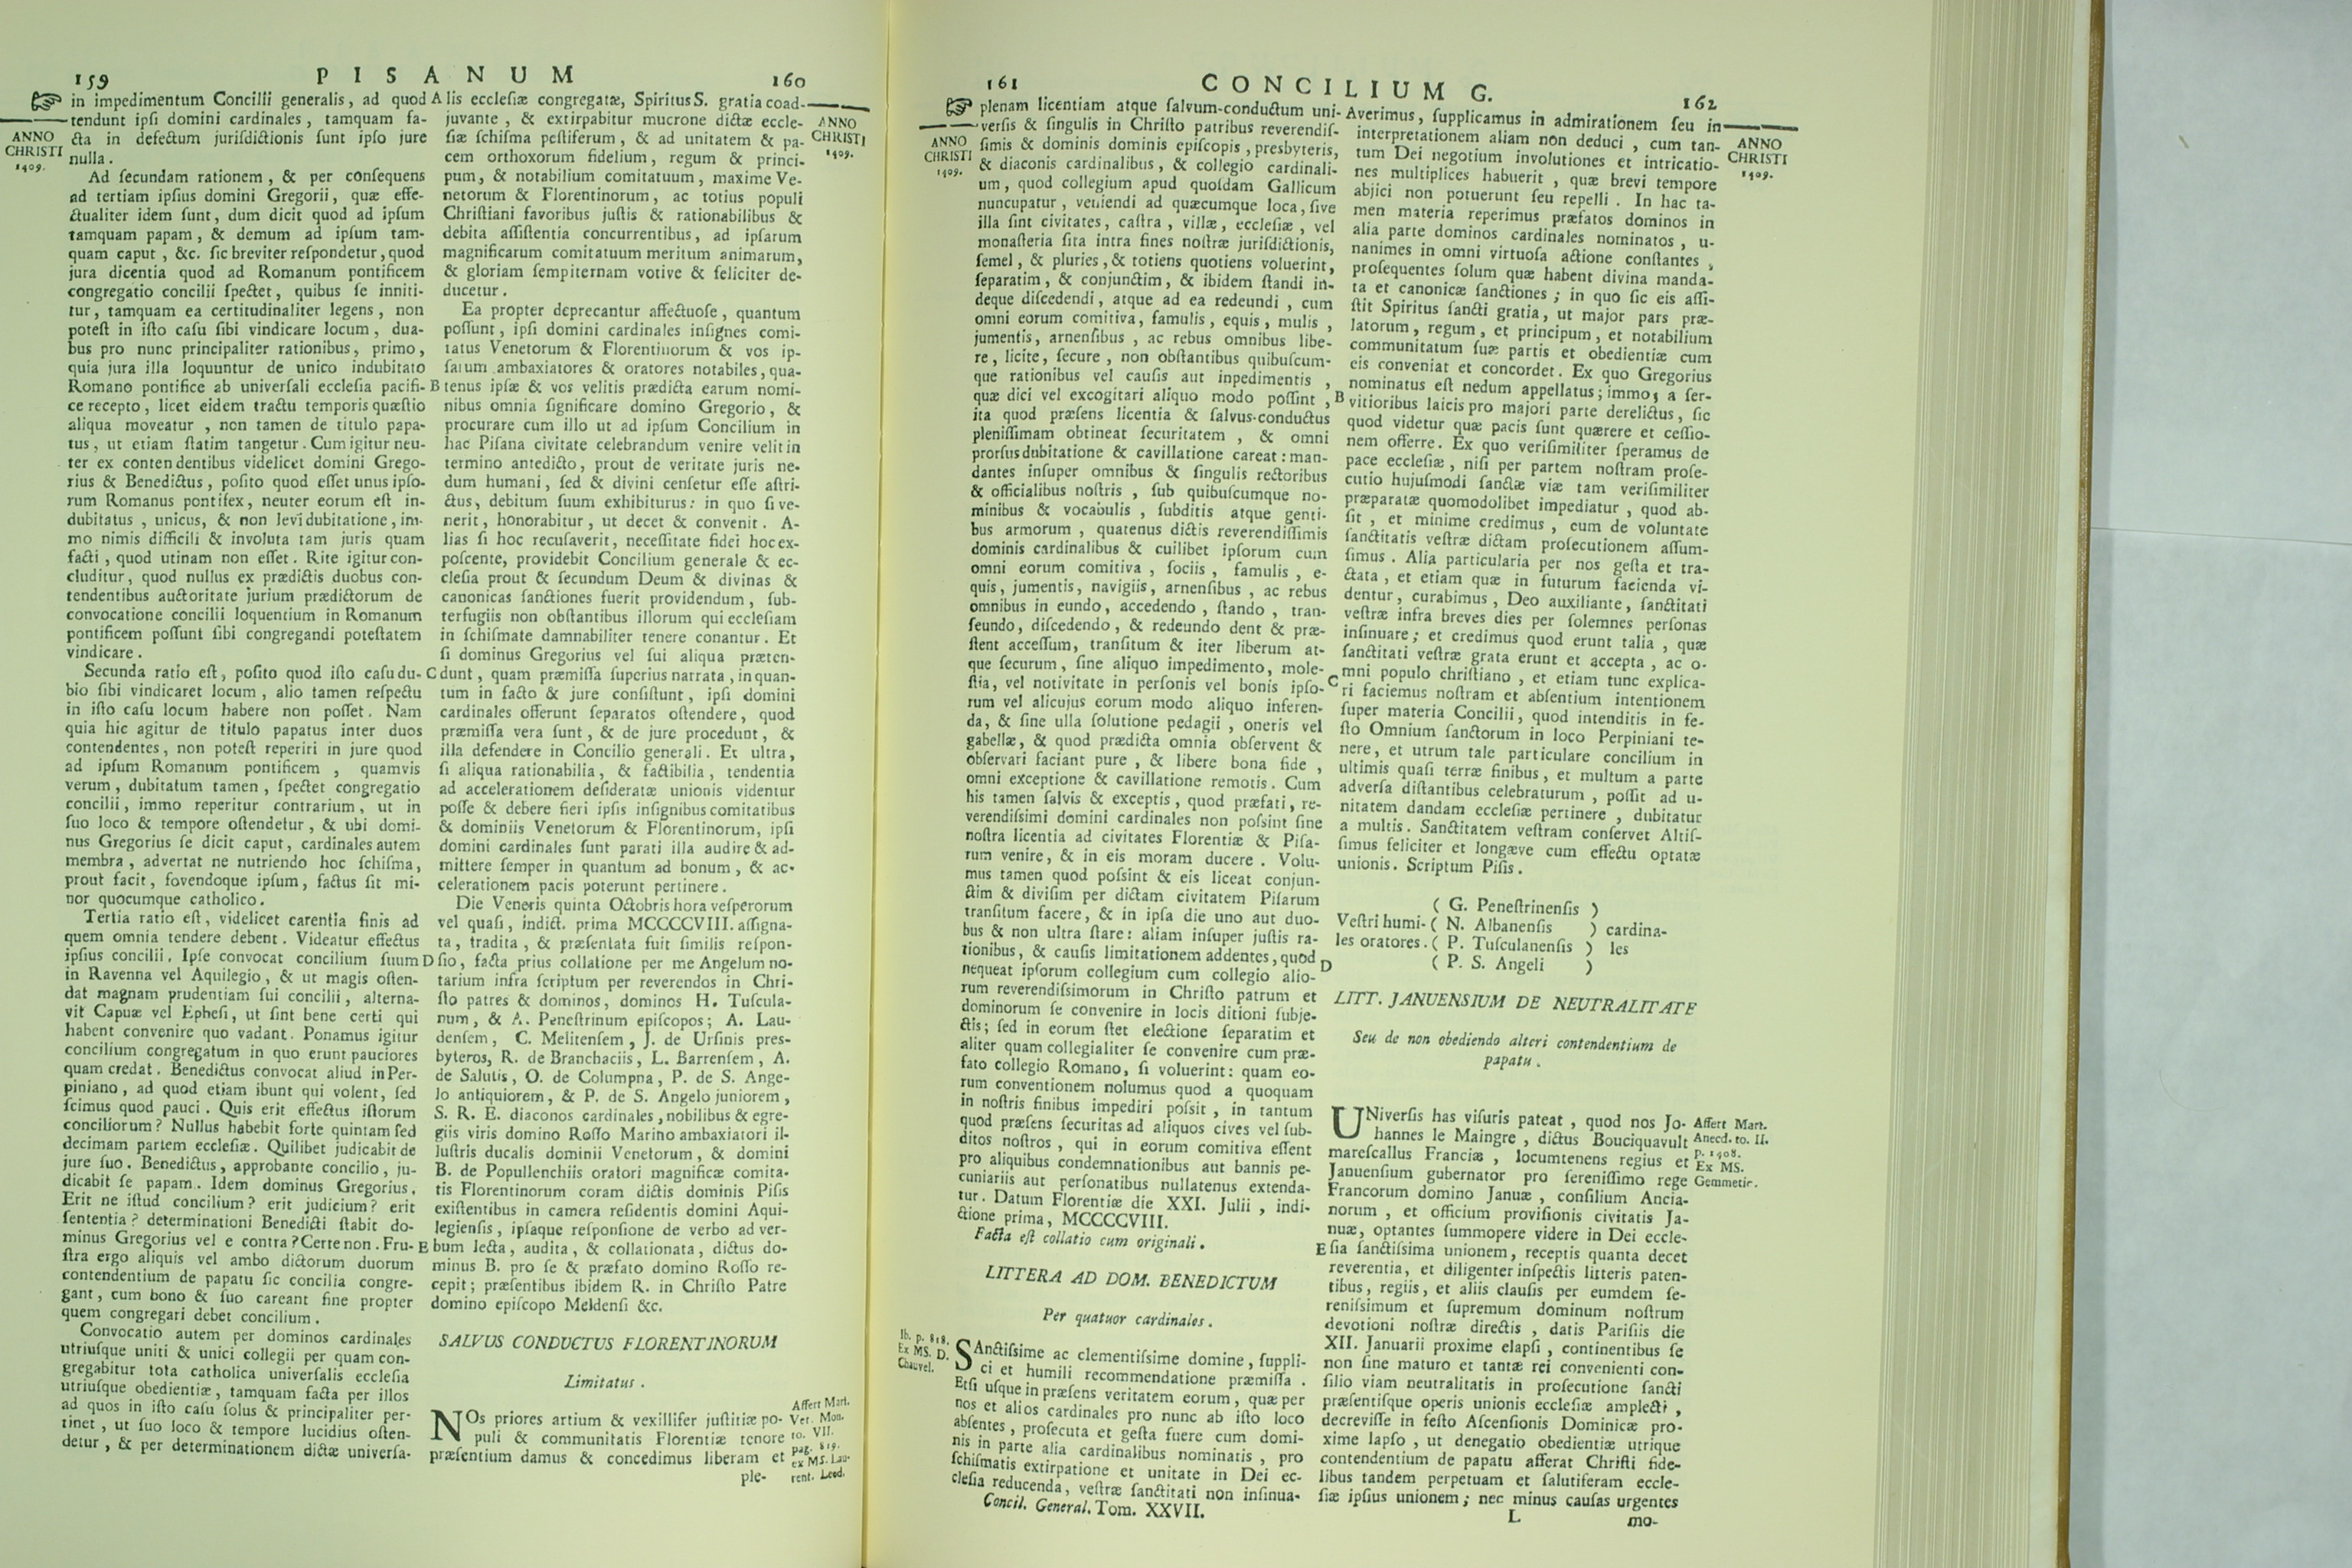 159 PISANUM 160
in impedimentum Concilii generalis, ad quod
tendunt ipsi domini cardinales, tamquam fa-
cta in defectum jurisdictionis sunt ipso jure
nulla.
ANNO
CHRISTI
1409.
Ad secundam rationem, & per consequens
ad tertiam ipsius domini Gregorii, quæ effe-
ctualiter idem sunt, dum dicit quod ad ipsum
tamquam papam, & demum ad ipsum tam-
quam caput, &c. sic breviter respondetur, quod
jura dicentia quod ad Romanum pontificem
congregatio concilii spectet, quibus se inniti-
tur, tamquam ea certitudinaliter legens, non
potest in isto casu sibi vindicare locum, dua-
bus pro nunc principaliter rationibus, primo,
quia jura illa loquuntur de unico indubitato
Romano pontifice ab universali ecclesia pacifi-
ce recepto, licet eidem tractu temporis quæstio
aliqua moveatur, non tamen de titulo papa-
tus, ut etiam statim tangetur. Cum igitur neu-
ter ex contendentibus videlicet domini Grego-
rius & Benedictus, posito quod esset unus ipso-
rum Romanus pontifex, neuter eorum est in-
dubitatus, unicus, & non levi dubitatione, im-
mo nimis difficili & involuta tam juris quam
facti, quod utinam non esset. Rite igitur con-
cluditur, quod nullus ex prædictis duobus con-
tendentibus auctoritate jurium prædictorum de
convocatione concilii loquentium in Romanum
pontificem possunt sibi congregandi potestatem
vindicare.
Secunda ratio est, posito quod isto casu du-
bio sibi vindicaret locum, alio tamen respectu
in isto casu locum habere non posset. Nam
quia hic agitur de titulo papatus inter duos
contendentes, non potest reperiri in jure quod
ad ipsum Romanum pontificem, quamvis
verum, dubitatum tamen, spectet congregatio
concilii, immo reperitur contrarium, ut in
suo loco & tempore ostendetur, & ubi domi-
nus Gregorius se dicit caput, cardinales autem
membra, advertat ne nutriendo hoc schisma,
prout facit, fovendoque ipsum, factus sit mi-
nor quocumque catholico.
Tertia ratio est, videlicet carentia finis ad
quem omnia tendere debent. Videatur effectus
ipsius concilii. Ipse convocat concilium suum
in Ravenna vel Aquilegio, & ut magis osten-
dat magnam prudentiam sui concilii, alterna-
vit Capuæ vel Ephesi, ut sint bene certi qui
habent convenire quo vadant. Ponamus igitur
concilium congregatum in quo erunt pauciores
quam credat. Benedictus convocat aliud in Per-
piniano, ad quod etiam ibunt qui volent, sed
scimus quod pauci. Quis erit effectus istorum
conciliorum? Nullus habebit forte quintam sed
decimam partem ecclesiæ. Quilibet judicabit de
jure suo. Benedictus, approbante concilio, ju-
dicabit se papam. Idem dominus Gregorius.
Erit ne istud concilium? erit judicium? erit
sententia? determinationi Benedicti stabit do-
minus Gregorius vel e contra? Certe non. Fru-
stra ergo aliquis vel ambo dictorum duorum
contendentium de papatu sic concilia congre-
gant, cum bono & suo careant fine propter
quem congregari debet concilium.
Convocatio autem per dominos cardinales
utriusque uniti & unici collegii per quam con-
gregabitur tota catholica universalis ecclesia
utriusque obedientiæ, tamquam facta per illos
ad quos in isto casu solus & principaliter per-
tinet, ut suo loco & tempore lucidius osten-
detur, & per determinationem dictæ universa-
A lis ecclesiæ congregatæ, Spiritus S. gratia coad-
juvante, & extirpabitur mucrone dictæ eccle-
siæ schisma pestiferum, & ad unitatem & pa-
cem orthoxorum fidelium, regum & princi-
pum, & notabilium comitatuum, maxime Ve-
netorum & Florentinorum, ac totius populi
Christiani favoribus justis & rationabilibus &
debita assistentia concurrentibus, ad ipsarum
magnificarum comitatuum meritum animarum,
& gloriam sempiternam votive & feliciter de-
ducetur.
ANNO
CHRISTI
1409.
Ea propter deprecantur affectuose, quantum
possunt, ipsi domini cardinales insignes comi-
tatus Venetorum & Florentinorum & vos ip-
sarum ambaxiatores & oratores notabiles, qua-
B tenus ipsæ & vos velitis prædicta earum nomi-
nibus omnia significare domino Gregorio, &
procurare cum illo ut ad ipsum Concilium in
hac Pisana civitate celebrandum venire velit in
termino antedicto, prout de veritate juris ne-
dum humani, sed & divini censetur esse astri-
ctus, debitum suum exhibiturus: in quo si ve-
nerit, honorabitur, ut decet & convenit. A-
lias si hoc recusaverit, necessitate fidei hoc ex-
poscente, providebit Concilium generale & ec-
clesia prout & secundum Deum & divinas &
canonicas sanctiones fuerit providendum, sub-
terfugiis non obstantibus illorum qui ecclesiam
in schismate damnabiliter tenere conantur. Et
si dominus Gregorius vel sui aliqua præten-
C dunt, quam præmissa superius narrata, in quan-
tum in facto & jure consistunt, ipsi domini
cardinales offerunt separatos ostendere, quod
præmissa vera sunt, & de jure procedunt, &
illa defendere in Concilio generali. Et ultra,
si aliqua rationabilia, & factibilia, tendentia
ad accelerationem desideratæ unionis videntur
posse & debere fieri ipsis insignibus comitatibus
& dominiis Venetorum & Florentinorum, ipsi
domini cardinales sunt parati illa audire & ad-
mittere semper in quantum ad bonum, & ac-
celerationem pacis poterunt pertinere.
Die Veneris quinta Octobris hora vesperorum
vel quasi, indict. prima MCCCCVIII. assigna-
ta, tradita, & præsentata fuit similis respon-
D sio, facta prius collatione per me Angelum no-
tarium infra scriptum per reverendos in Chri-
sto patres & dominos, dominos H. Tuscula-
num, & A. Penestrinum episcopos; A. Lau-
densem, C. Melitensem, J. de Ursinis pres-
byteros, R. de Branchaciis, L. Barrensem, A.
de Salutis, O. de Columpna, P. de S. Ange-
lo antiquiorem, & P. de S. Angelo juniorem,
S. R. E. diaconos cardinales, nobilibus & egre-
giis viris domino Rosso Marino ambaxiatori il-
lustris ducalis dominii Venetorum, & domini
B. de Popullenchiis oratori magnificæ comita-
tis Florentinorum coram dictis dominis Pisis
existentibus in camera residentis domini Aqui-
legiensis, ipsaque responsione de verbo ad ver-
E bum lecta, audita, & collationata, dictus do-
minus B. pro se & præfato domino Rosso re-
cepit; præsentibus ibidem R. in Christo Patre
domino episcopo Meldensi &c.
SALVUS CONDUCTUS FLORENTINORUM
Limitatus.
NOs priores artium & vexillifer justitiæ po-
puli & communitatis Florentiæ tenore
præsentium damus & concedimus liberam et
ple-
Affert Mart.
Vet. Mon.
to. VII.
pag. 819.
ex MS. Lau-
rent. Leod.
161 CONCILIUM G. 162
plenam licentiam atque salvum-conductum uni-
versis & singulis in Christo patribus reverendis-
simis & dominis dominis episcopis, presbyteris,
& diaconis cardinalibus, & collegio cardinali-
um, quod collegium apud quosdam Gallicum
nuncupatur, veniendi ad quæcumque loca, sive
illa sint civitates, castra, villæ, ecclesiæ, vel
monasteria sita intra fines nostræ jurisdictionis,
semel, & pluries, & totiens quotiens voluerint,
separatim, & conjunctim, & ibidem standi in-
deque discedendi, atque ad ea redeundi, cum
omni eorum comitiva, famulis, equis, mulis,
jumentis, arnensibus, ac rebus omnibus libe-
re, licite, secure, non obstantibus quibuscum-
que rationibus vel causis aut inpedimentis,
quæ dici vel excogitari aliquo modo possint,
ita quod præsens licentia & salvus-conductus
plenissimam obtineat securitatem, & omni
prorsus dubitatione & cavillatione careat: man-
dantes insuper omnibus & singulis rectoribus
& officialibus nostris, sub quibuscumque no-
minibus & vocabulis, subditis atque genti-
bus armorum, quatenus dictis reverendissimis
dominis cardinalibus & cuilibet ipsorum cum
omni eorum comitiva, sociis, famulis, e-
quis, jumentis, navigiis, arnensibus, ac rebus
omnibus in eundo, accedendo, stando, tran-
seundo, discedendo, & redeundo dent & præ-
stent accessum, transitum & iter liberum at-
que securum, sine aliquo impedimento, mole-
stia, vel notivitate in personis vel bonis ipso-
rum vel alicujus eorum modo aliquo inferen-
da, & sine ulla solutione pedagii, oneris vel
gabellæ, & quod prædicta omnia observent &
observari faciant pure, & libere bona fide,
omni exceptione & cavillatione remotis. Cum
his tamen salvis & exceptis, quod præfati, re-
verendissimi domini cardinales non possint sine
nostra licentia ad civitates Florentiæ & Pisa-
rum venire, & in eis moram ducere. Volu-
mus tamen quod possint & eis liceat conjun-
ctim & divisim per dictam civitatem Pisarum
transitum facere, & in ipsa die uno aut duo-
bus & non ultra stare: aliam insuper justis ra-
tionibus, & causis limitationem addentes, quod
nequeat ipsorum collegium cum collegio alio-
rum reverendissimorum in Christo patrum et
dominorum se convenire in locis ditioni subje-
ctis; sed in eorum stet electione separatim et
aliter quam collegialiter se convenire cum præ-
fato collegio Romano, si voluerint: quam eo-
rum conventionem nolumus quod a quoquam
in nostris finibus impediri possit, in tantum
quod præsens securitas ad aliquos cives vel sub-
ditos nostros, qui in eorum comitiva essent
pro aliquibus condemnationibus aut bannis pe-
cuniariis aut personatibus nullatenus extenda-
tur. Datum Florentiæ die XXI. Julii, indi-
ctione prima, MCCCCVIII.
Facta est collatio cum originali.
ANNO
CHRISTI
1409.
LITTERA AD DOM. BENEDICTUM
Per quatuor cardinales.
Ib. p. 818.
Ex MS. D.
Chauvel.
SAnctissime ac clementissime domine, suppli-
ci et humili recommendatione præmissa.
Etsi usque in præsens veritatem eorum, quæ per
nos et alios cardinales pro nunc ab isto loco
absentes, prosecuta et gesta fuere cum domi-
nis in parte alia cardinalibus nominatis, pro
schismatis extirpatione et unitate in Dei ec-
clesia reducenda, vestræ sanctitati non insinua-
Concil. General. Tom. XXVII.
A verimus, supplicamus in admirationem seu in
interpretationem aliam non deduci, cum tan-
tum Dei negotium involutiones et intricatio-
nes multiplices habuerit, quæ brevi tempore
abjici non potuerunt seu repelli. In hac ta-
men materia reperimus præfatos dominos in
alia parte dominos cardinales nominatos, u-
nanimes in omni virtuosa actione constantes,
prosequentes solum quæ habent divina manda-
ta et canonicæ sanctiones; in quo sic eis assi-
stit Spiritus sancti gratia, ut major pars præ-
latorum, regum, et principum, et notabilium
communitatum suæ partis et obedientiæ cum
eis conveniat et concordet. Ex quo Gregorius
nominatus est nedum appellatus; immo, a ser-
B vitioribus laicis pro majori parte derelictus, sic
quod videtur quæ pacis sunt quærere et cessio-
nem offerre. Ex quo verisimiliter speramus de
pace ecclesiæ, nisi per partem nostram prose-
cutio hujusmodi sanctæ viæ tam verisimiliter
præparatæ quomodolibet impediatur, quod ab-
sit, et minime credimus, cum de voluntate
sanctitatis vestræ dictam prosecutionem assum-
simus. Alia particularia per nos gesta et tra-
ctata, et etiam quæ in futurum facienda vi-
dentur, curabimus, Deo auxiliante, sanctitati
vestræ infra breves dies per solemnes personas
insinuare; et credimus quod erunt talia, quæ
sanctitati vestræ grata erunt et accepta, ac o-
C mni populo christiano, et etiam tunc explica-
ri faciemus nostram et absentium intentionem
super materia Concilii, quod intenditis in fe-
sto Omnium sanctorum in loco Perpiniani te-
nere, et utrum tale particulare concilium in
ultimis quasi terræ finibus, et multum a parte
adversa distantibus celebraturum, possit ad u-
nitatem dandam ecclesiæ pertinere, dubitatur
a multis. Sanctitatem vestram conservet Altis-
simus feliciter et longæve cum effectu optatæ
unionis. Scriptum Pisis.
ANNO
CHRISTI
1409.
( G. Penestrinensis )
Vestri humi- ( N. Albanensis ) cardina-
les oratores. ( P. Tusculanensis ) les
D ( P. S. Angeli )
LITT. JANUENSIUM DE NEUTRALITATE
Seu de non obediendo alteri contendentium de
papatu.
UNiversis has visuris pateat, quod nos Jo-
hannes le Maingre, dictus Bouciquavult
marescallus Franciæ, locumtenens regius et
Januensium gubernator pro serenissimo rege
Francorum domino Januæ, consilium Ancia-
norum, et officium provisionis civitatis Ja-
nuæ, optantes summopere videre in Dei eccle-
E sia sanctissima unionem, receptis quanta decet
reverentia, et diligenter inspectis litteris paten-
tibus, regiis, et aliis clausis per eumdem se-
renissimum et supremum dominum nostrum
devotioni nostræ directis, datis Parisiis die
XII. Januarii proxime elapsi, continentibus se
non sine maturo et tantæ rei convenienti con-
silio viam neutralitatis in prosecutione sancti
præsentisque operis unionis ecclesiæ amplecti,
decrevisse in festo Ascensionis Dominicæ pro-
xime lapso, ut denegatio obedientiæ utrique
contendentium de papatu afferat Christi fide-
libus tandem perpetuam et salutiferam eccle-
siæ ipsius unionem; nec minus causas urgentes
L mo-
Affert Mart.
Anecd. to. II.
p. 1408.
Ex MS.
Gemmetic.